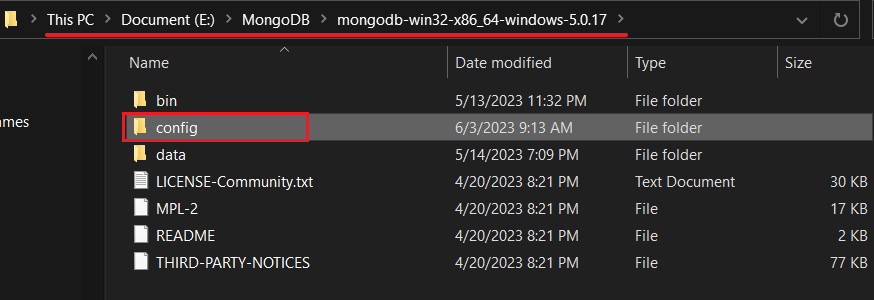 This PC > Document (E:) > MongoDB > mongodb-win32-x86_64-windows-5.0.17 >
Name Date modified Type Size
bin 5/13/2023 11:32 PM File folder
ames
config 6/3/2023 9:13 AM File folder
data 5/14/2023 7:09 PM File folder
LICENSE-Community.txt 4/20/2023 8:21 PM Text Document 30 KB
MPL-2 4/20/2023 8:21 PM File 17 KB
README 4/20/2023 8:21 PM File 2 KB
THIRD-PARTY-NOTICES 4/20/2023 8:21 PM File 77 KB